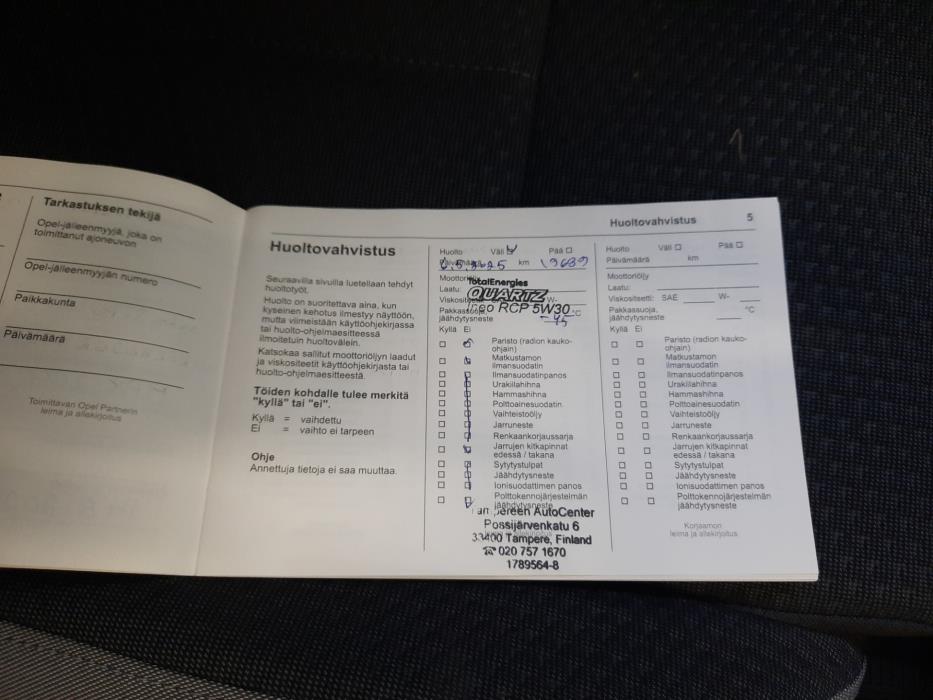 Tarkastuksen tekijä
Opel-jälleenmyyjä, joka on
toimittanut ajoneuvon
Opel-jälleenmyyjän numero
Paikkakunta
Päivämäärä
Toimittavan Opel Partnerin
leima ja allekirjoitus
Huoltovahvistus 5
Huoltovahvistus
Seuraavilla sivuilla luetellaan tehdyt
huoltotyöt.
Huolto on suoritettava aina, kun
kyseinen kehotus ilmestyy näyttöön,
mutta viimeistään käyttöohjekirjassa
tai huolto-ohjelmaesitteessä
ilmoitetuin huoltovälein.
Katsokaa sallitut moottoriöljyn laadut
ja viskositeetit käyttöohjekirjasta tai
huolto-ohjelmaesitteestä.
Töiden kohdalle tulee merkitä
"kyllä" tai "ei".
Kyllä = vaihdettu
Ei = vaihto ei tarpeen
Ohje
Annettuja tietoja ei saa muuttaa.
Huolto Väli Pää
Päivämäärä 6.5.2025 km 19689
Moottoriöljy
TotalEnergies
Laatu:
QUARTZ
Viskositeetti: W-
RCP 5W30
Pakkassuoja, °C
jäähdytysneste -45
Kyllä Ei
Paristo (radion kauko-
ohjain)
Matkustamon
ilmansuodatin
Ilmansuodatinpanos
Urakiilahihna
Hammashihna
Polttoainesuodatin
Vaihteistoöljy
Jarruneste
Renkaankorjaussarja
Jarrujen kitkapinnat
edessä / takana
Sytytystulpat
Jäähdytysneste
Ionisuodattimen panos
Polttokennojärjestelmän
jäähdytysneste
AutoCenter
Possijärvenkatu 6
33400 Tampere, Finland
☎ 020 757 1670
1789564-8
Huolto Väli Pää
Päivämäärä km
Moottoriöljy
Laatu:
Viskositeetti: SAE W-
Pakkassuoja, °C
jäähdytysneste
Kyllä Ei
Paristo (radion kauko-
ohjain)
Matkustamon
ilmansuodatin
Ilmansuodatinpanos
Urakiilahihna
Hammashihna
Polttoainesuodatin
Vaihteistoöljy
Jarruneste
Renkaankorjaussarja
Jarrujen kitkapinnat
edessä / takana
Sytytystulpat
Jäähdytysneste
Ionisuodattimen panos
Polttokennojärjestelmän
jäähdytysneste
Korjaamon
leima ja allekirjoitus